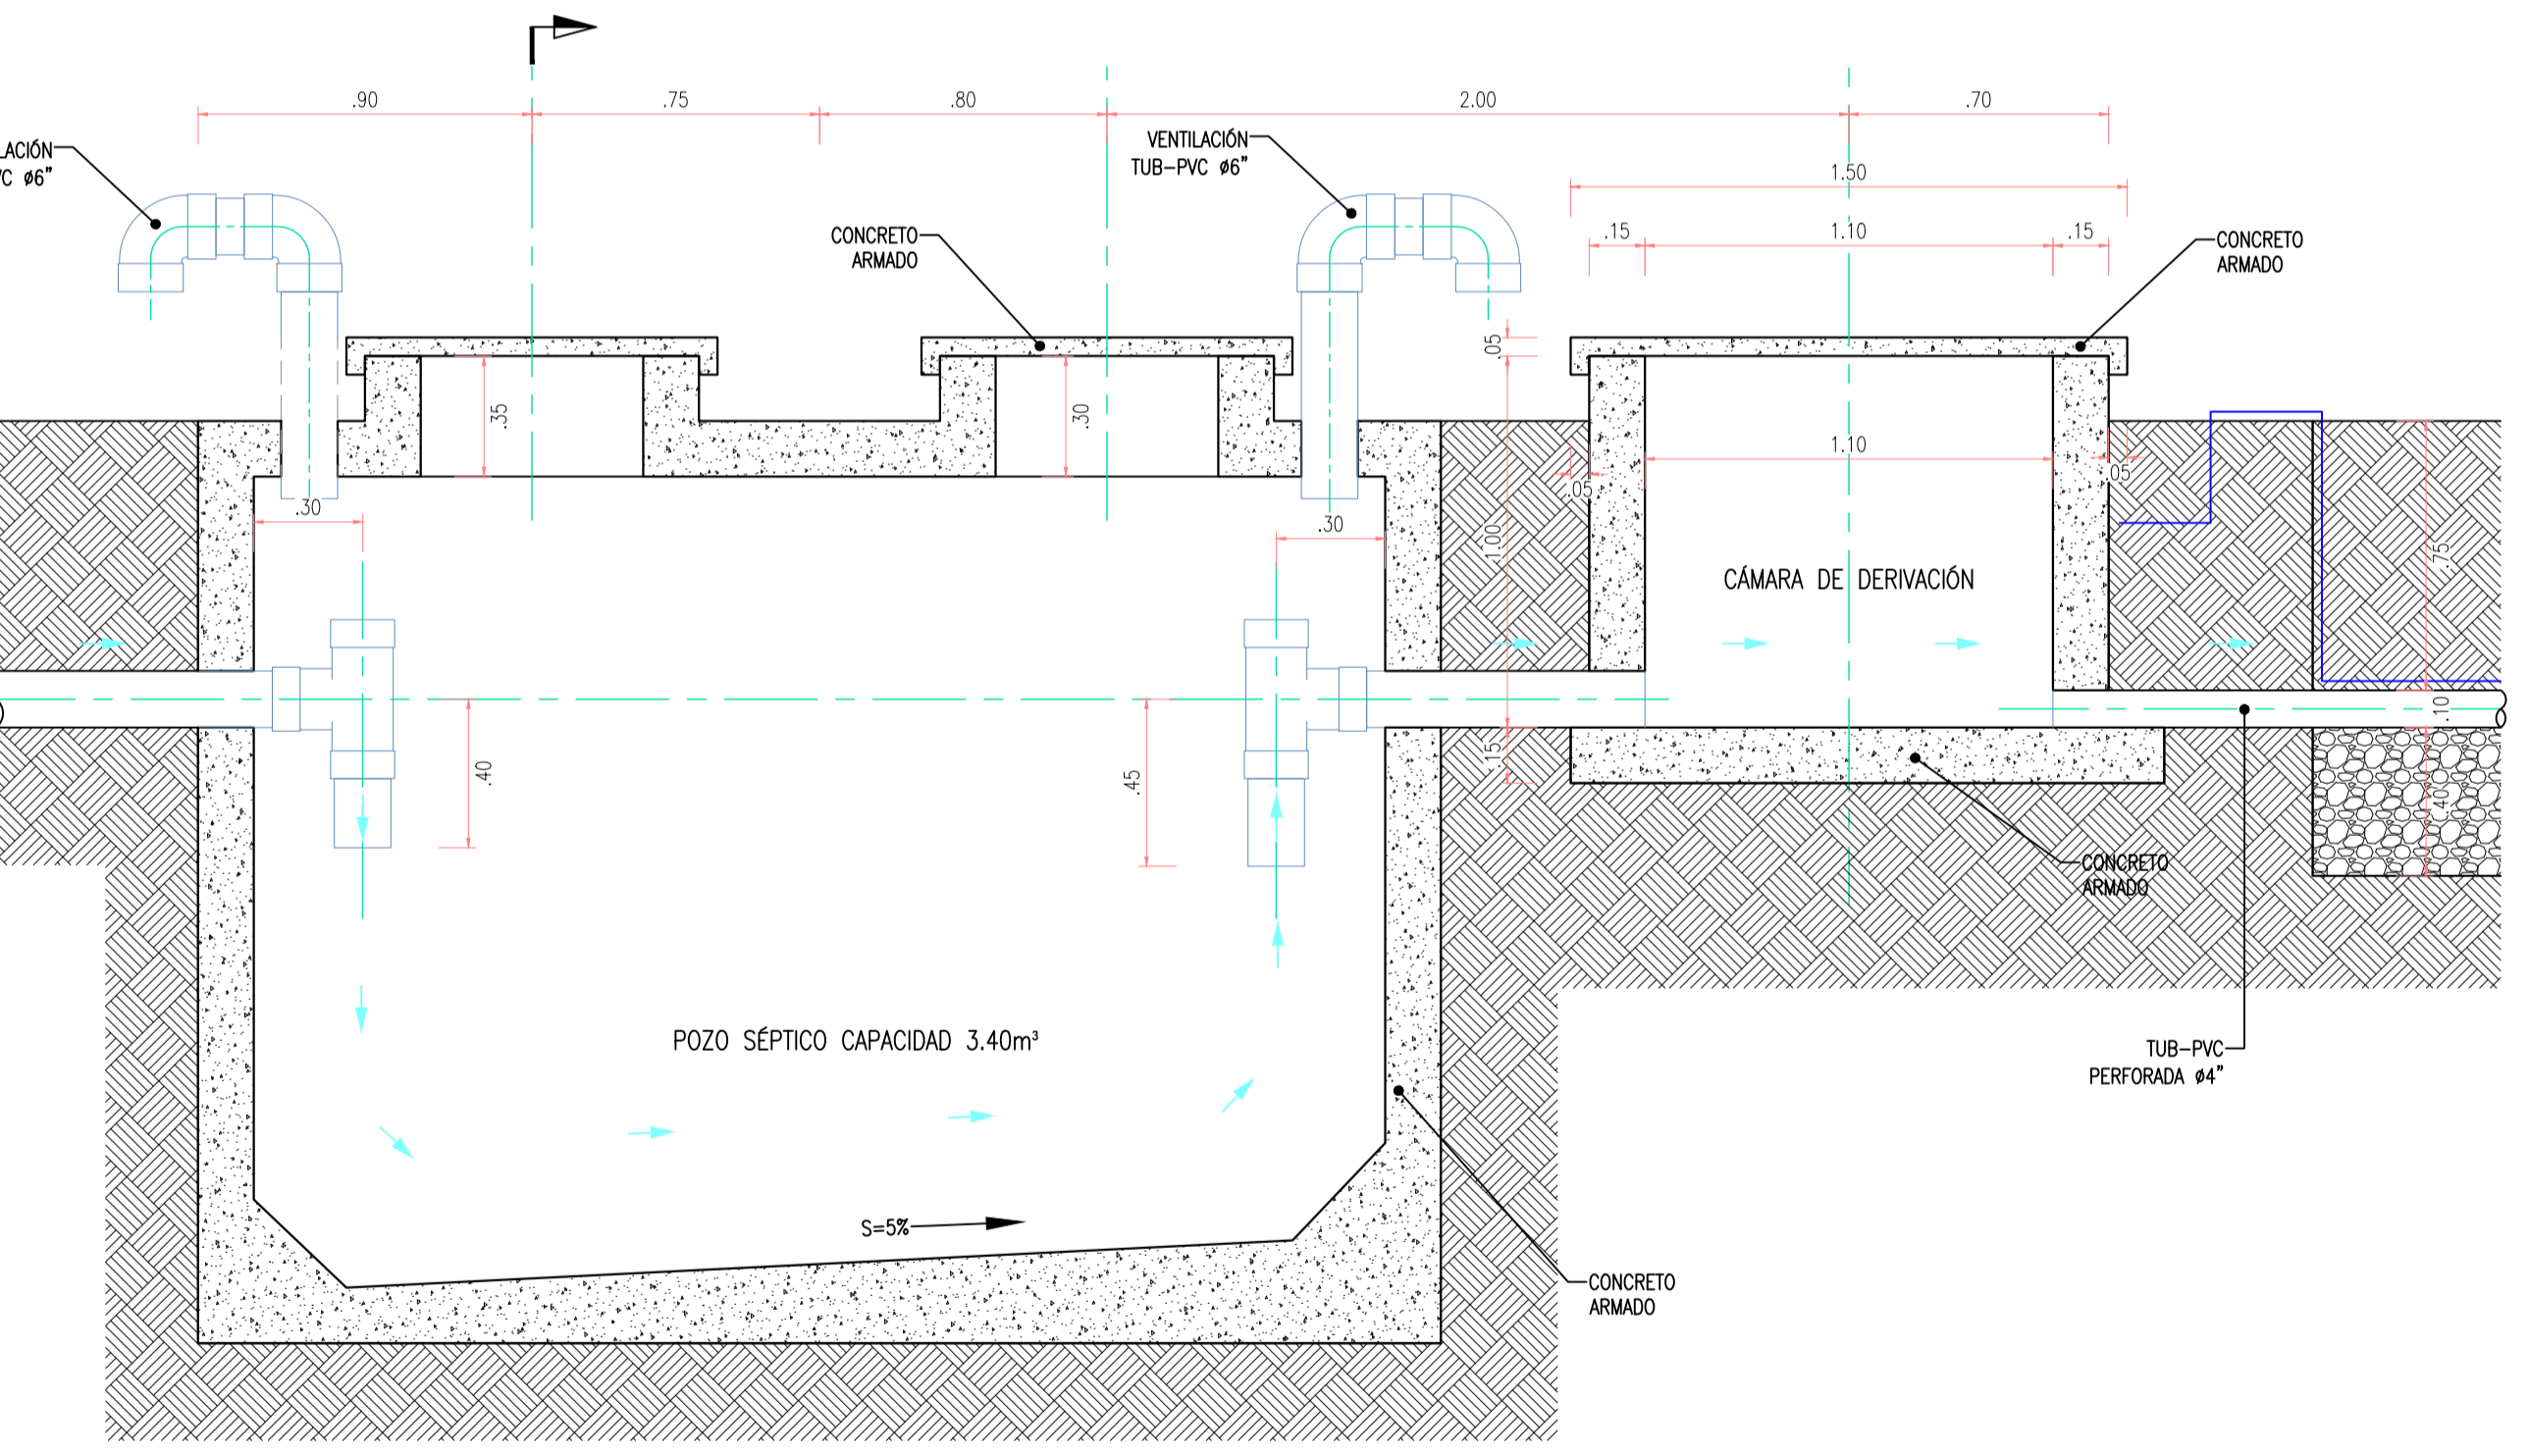 .90
.75
.80
2.00
.70
LACIÓN
VC ø6”
VENTILACIÓN
TUB-PVC ø6”
1.50
CONCRETO
ARMADO
.15
1.10
.15
CONCRETO
ARMADO
.05
.35
.30
1.10
.05
.05
.30
.30
1.00
.75
CÁMARA DE DERIVACIÓN
.10
.40
.45
.15
.40
CONCRETO
ARMADO
POZO SÉPTICO CAPACIDAD 3.40m³
TUB-PVC
PERFORADA ø4”
S=5%
CONCRETO
ARMADO